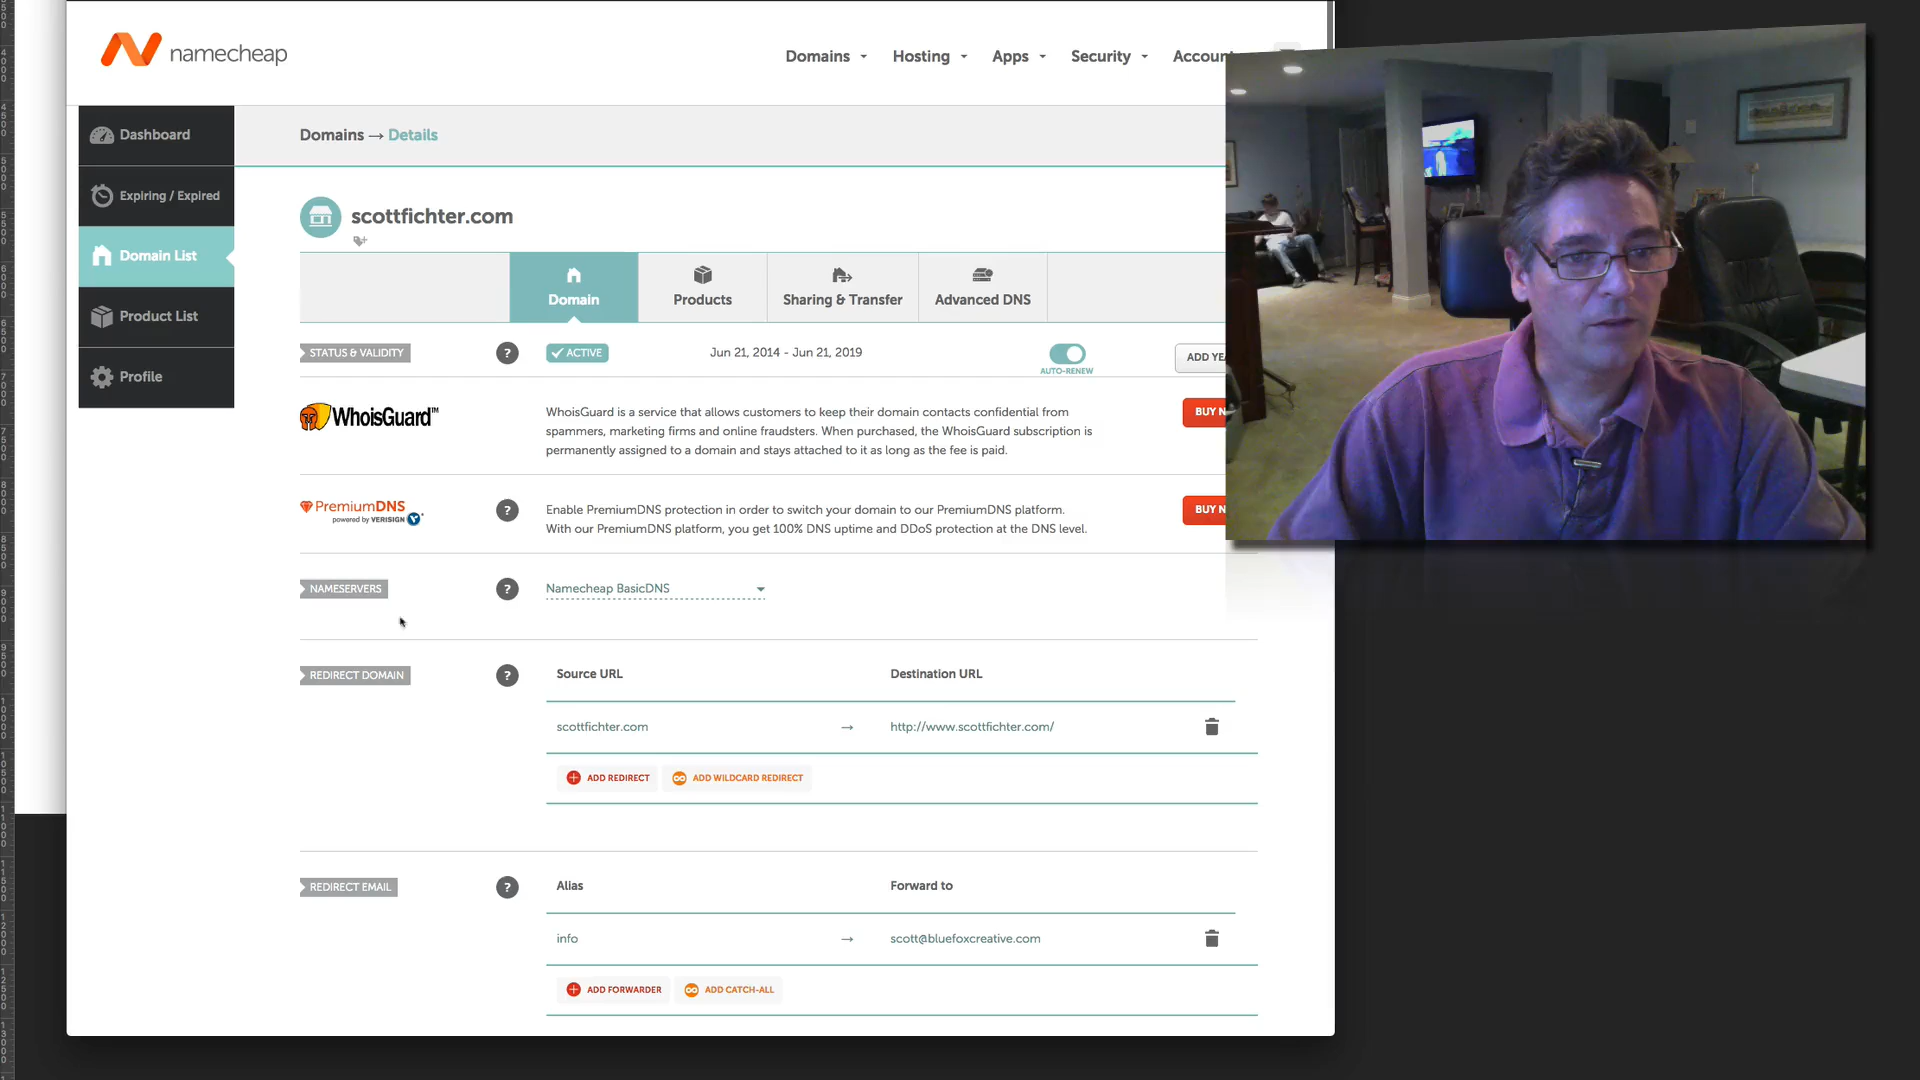 namecheap
Domains
Hosting
Apps
Security
Account
Dashboard
Expiring / Expired
Domain List
Product List
Profile
Domains → Details
scottfichter.com
Domain
Products
Sharing & Transfer
Advanced DNS
STATUS & VALIDITY
?
ACTIVE
Jun 21, 2014 - Jun 21, 2019
AUTO-RENEW
ADD YEA
WhoisGuard™
WhoisGuard is a service that allows customers to keep their domain contacts confidential from
spammers, marketing firms and online fraudsters. When purchased, the WhoisGuard subscription is
permanently assigned to a domain and stays attached to it as long as the fee is paid.
BUY N
PremiumDNS
powered by VERISIGN
?
Enable PremiumDNS protection in order to switch your domain to our PremiumDNS platform.
With our PremiumDNS platform, you get 100% DNS uptime and DDoS protection at the DNS level.
BUY N
NAMESERVERS
?
Namecheap BasicDNS
REDIRECT DOMAIN
?
Source URL
Destination URL
scottfichter.com → http://www.scottfichter.com/
ADD REDIRECT
ADD WILDCARD REDIRECT
REDIRECT EMAIL
?
Alias
Forward to
info → scott@bluefoxcreative.com
ADD FORWARDER
ADD CATCH-ALL